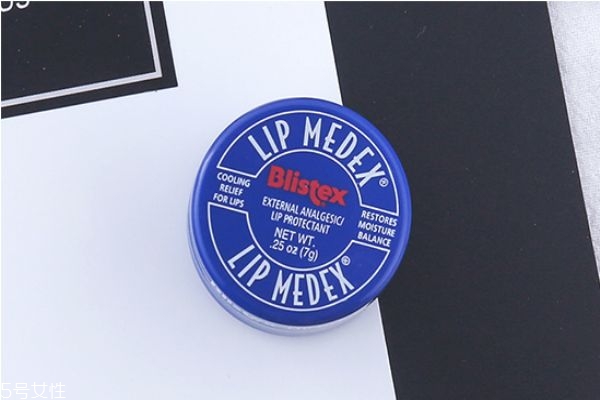 LIP MEDEX®
Blistex
COOLING
RELIEF
FOR LIPS
EXTERNAL ANALGESIC/
LIP PROTECTANT
RESTORES
MOISTURE
BALANCE
NET WT.
.25 oz (7g)
LIP MEDEX®
5号女性